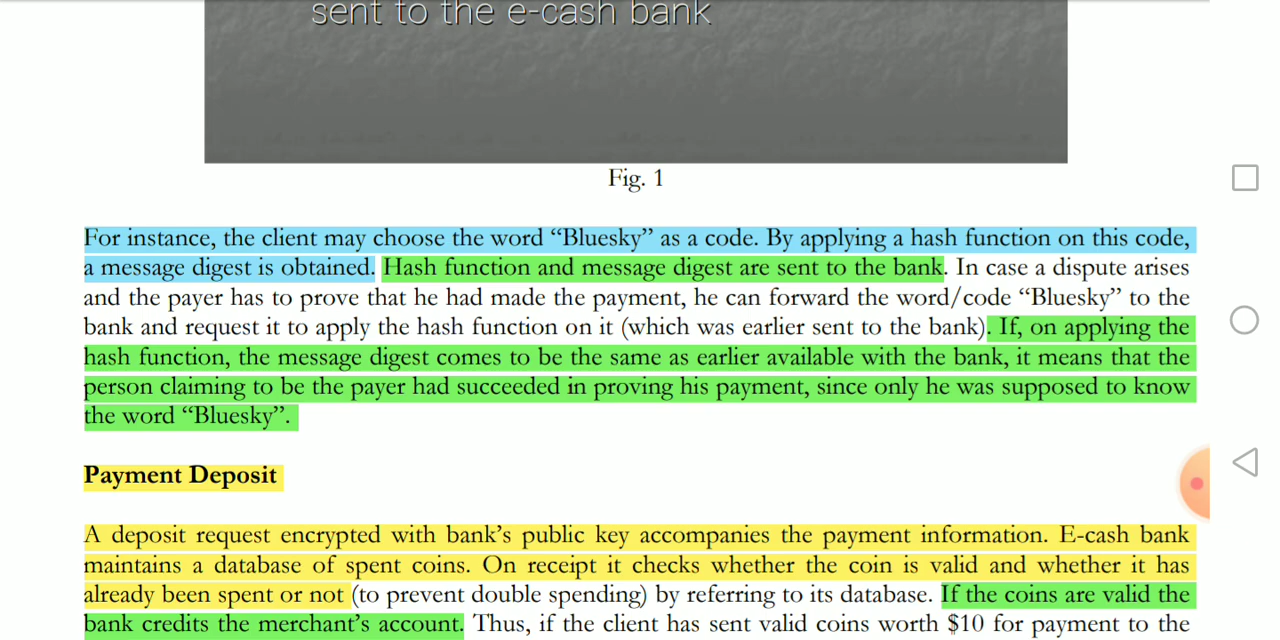 sent to the e-cash bank
Fig. 1
For instance, the client may choose the word “Bluesky” as a code. By applying a hash function on this code,
a message digest is obtained. Hash function and message digest are sent to the bank. In case a dispute arises
and the payer has to prove that he had made the payment, he can forward the word/code “Bluesky” to the
bank and request it to apply the hash function on it (which was earlier sent to the bank). If, on applying the
hash function, the message digest comes to be the same as earlier available with the bank, it means that the
person claiming to be the payer had succeeded in proving his payment, since only he was supposed to know
the word “Bluesky”.
Payment Deposit
A deposit request encrypted with bank’s public key accompanies the payment information. E-cash bank
maintains a database of spent coins. On receipt it checks whether the coin is valid and whether it has
already been spent or not (to prevent double spending) by referring to its database. If the coins are valid the
bank credits the merchant’s account. Thus, if the client has sent valid coins worth $10 for payment to the